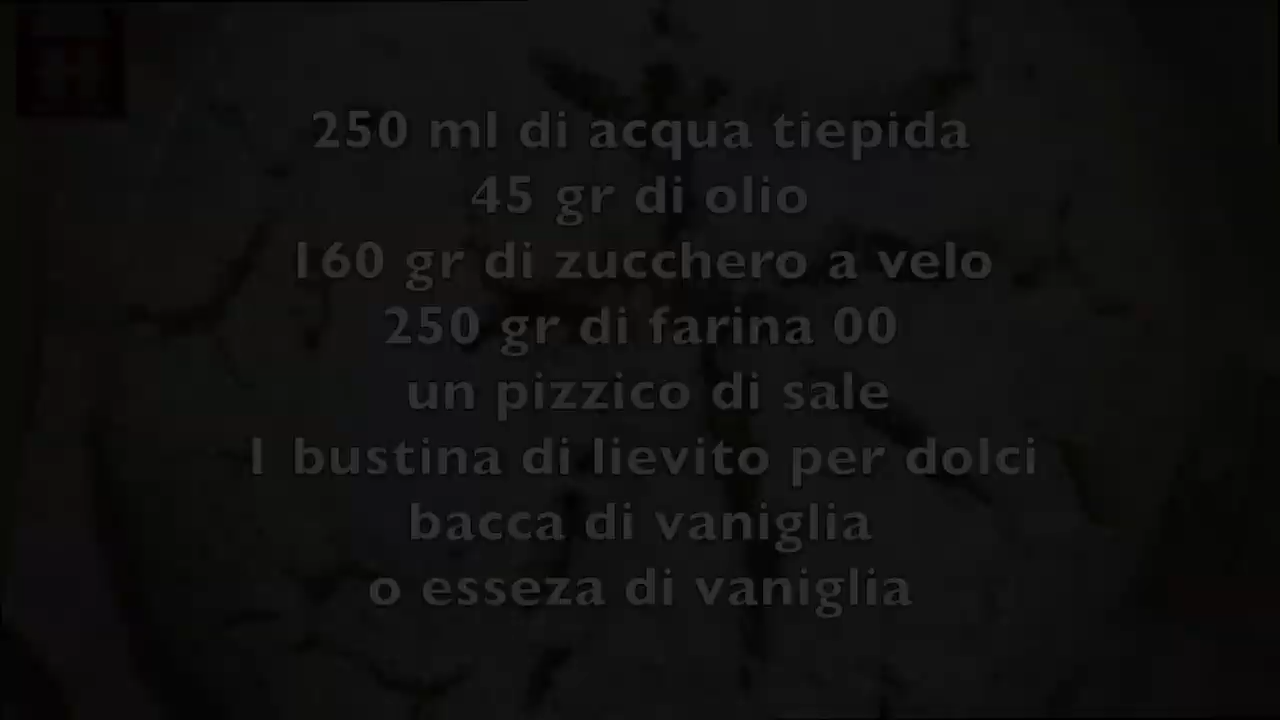 250 ml di acqua tiepida
45 gr di olio
160 gr di zucchero a velo
250 gr di farina 00
un pizzico di sale
1 bustina di lievito per dolci
bacca di vaniglia
o esseza di vaniglia